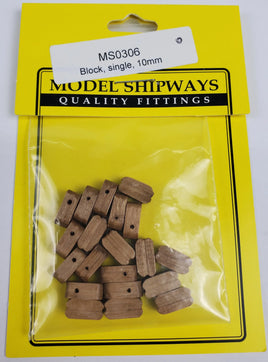 MS0306
Block, single, 10mm
MODEL SHIPWAYS
QUALITY FITTINGS